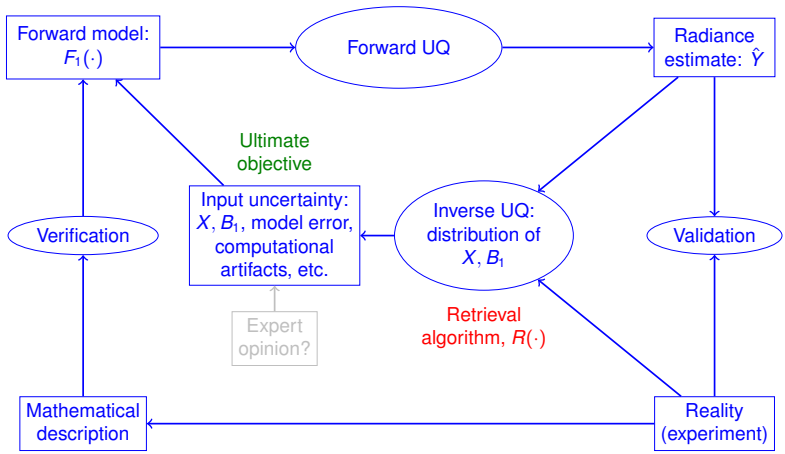 Forward model:
F₁(·)
Forward UQ
Radiance
estimate: Ŷ
Ultimate
objective
Input uncertainty:
X, B₁, model error,
computational
artifacts, etc.
Inverse UQ:
distribution of
X, B₁
Verification
Validation
Expert
opinion?
Retrieval
algorithm, R(·)
Mathematical
description
Reality
(experiment)